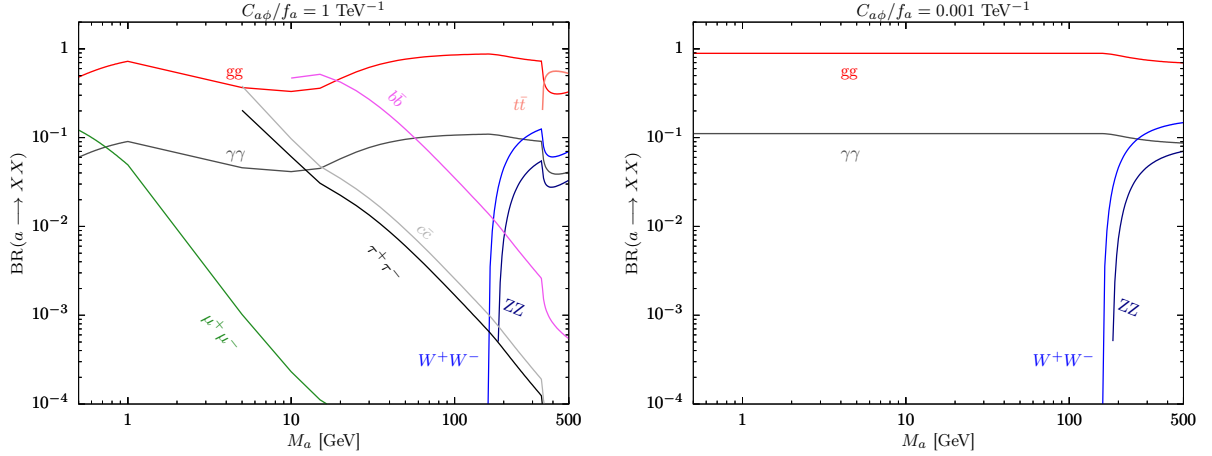 C_{aϕ}/f_a = 1 TeV⁻¹
BR(a ⟶ XX)
1
10⁻¹
10⁻²
10⁻³
10⁻⁴
gg
bb̄
tt̄
γγ
cc̄
τ⁺τ⁻
μ⁺μ⁻
ZZ
W⁺W⁻
1 10 100 500
M_a [GeV]
C_{aϕ}/f_a = 0.001 TeV⁻¹
BR(a ⟶ XX)
1
10⁻¹
10⁻²
10⁻³
10⁻⁴
gg
γγ
ZZ
W⁺W⁻
1 10 100 500
M_a [GeV]